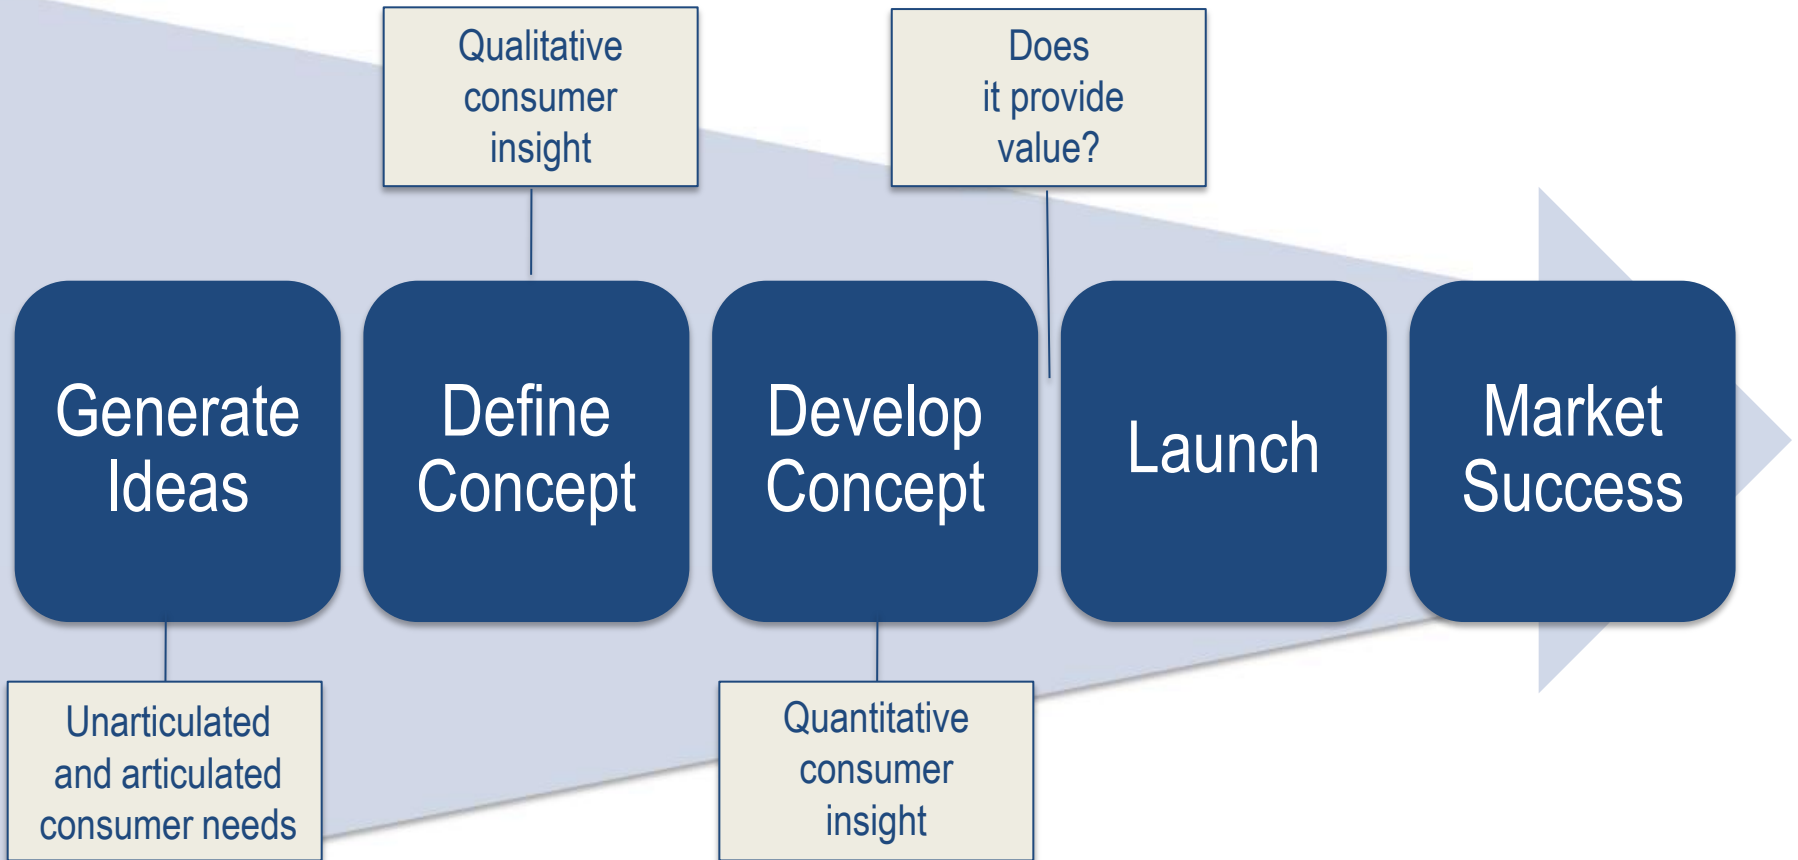 Qualitative
consumer
insight
Does
it provide
value?
Generate
Ideas
Define
Concept
Develop
Concept
Launch
Market
Success
Unarticulated
and articulated
consumer needs
Quantitative
consumer
insight